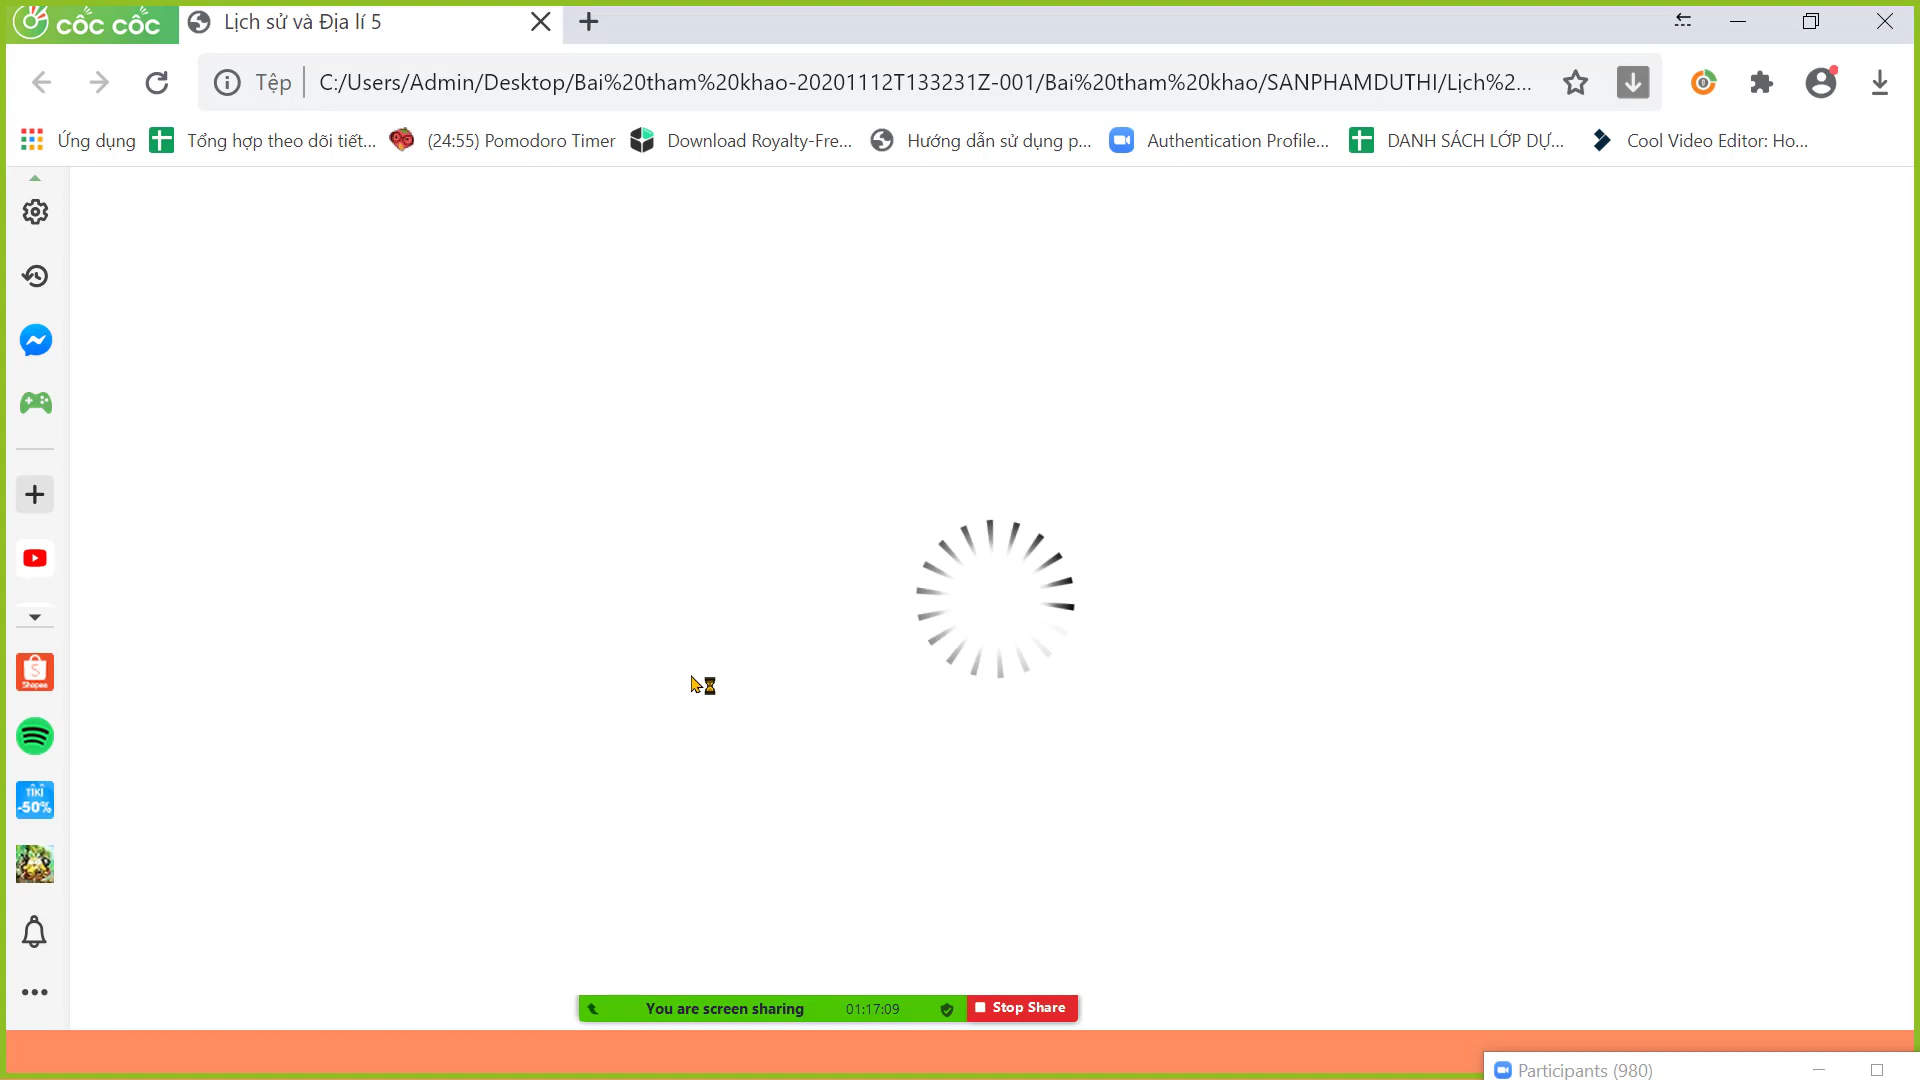 cốc cốc
Lịch sử và Địa lí 5
Tệp
C:/Users/Admin/Desktop/Bai%20tham%20khao-20201112T133231Z-001/Bai%20tham%20khao/SANPHAMDUTHI/Lịch%2...
Ứng dụng
Tổng hợp theo dõi tiết...
(24:55) Pomodoro Timer
Download Royalty-Fre...
Hướng dẫn sử dụng p...
Authentication Profile...
DANH SÁCH LỚP DỰ...
Cool Video Editor: Ho...
Shopee
TIKI
-50%
You are screen sharing
01:17:09
Stop Share
Participants (980)